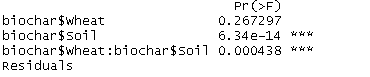 Pr(>F)
biochar$Wheat 0.267297
biochar$Soil 6.34e-14 ***
biochar$Wheat:biochar$Soil 0.000438 ***
Residuals